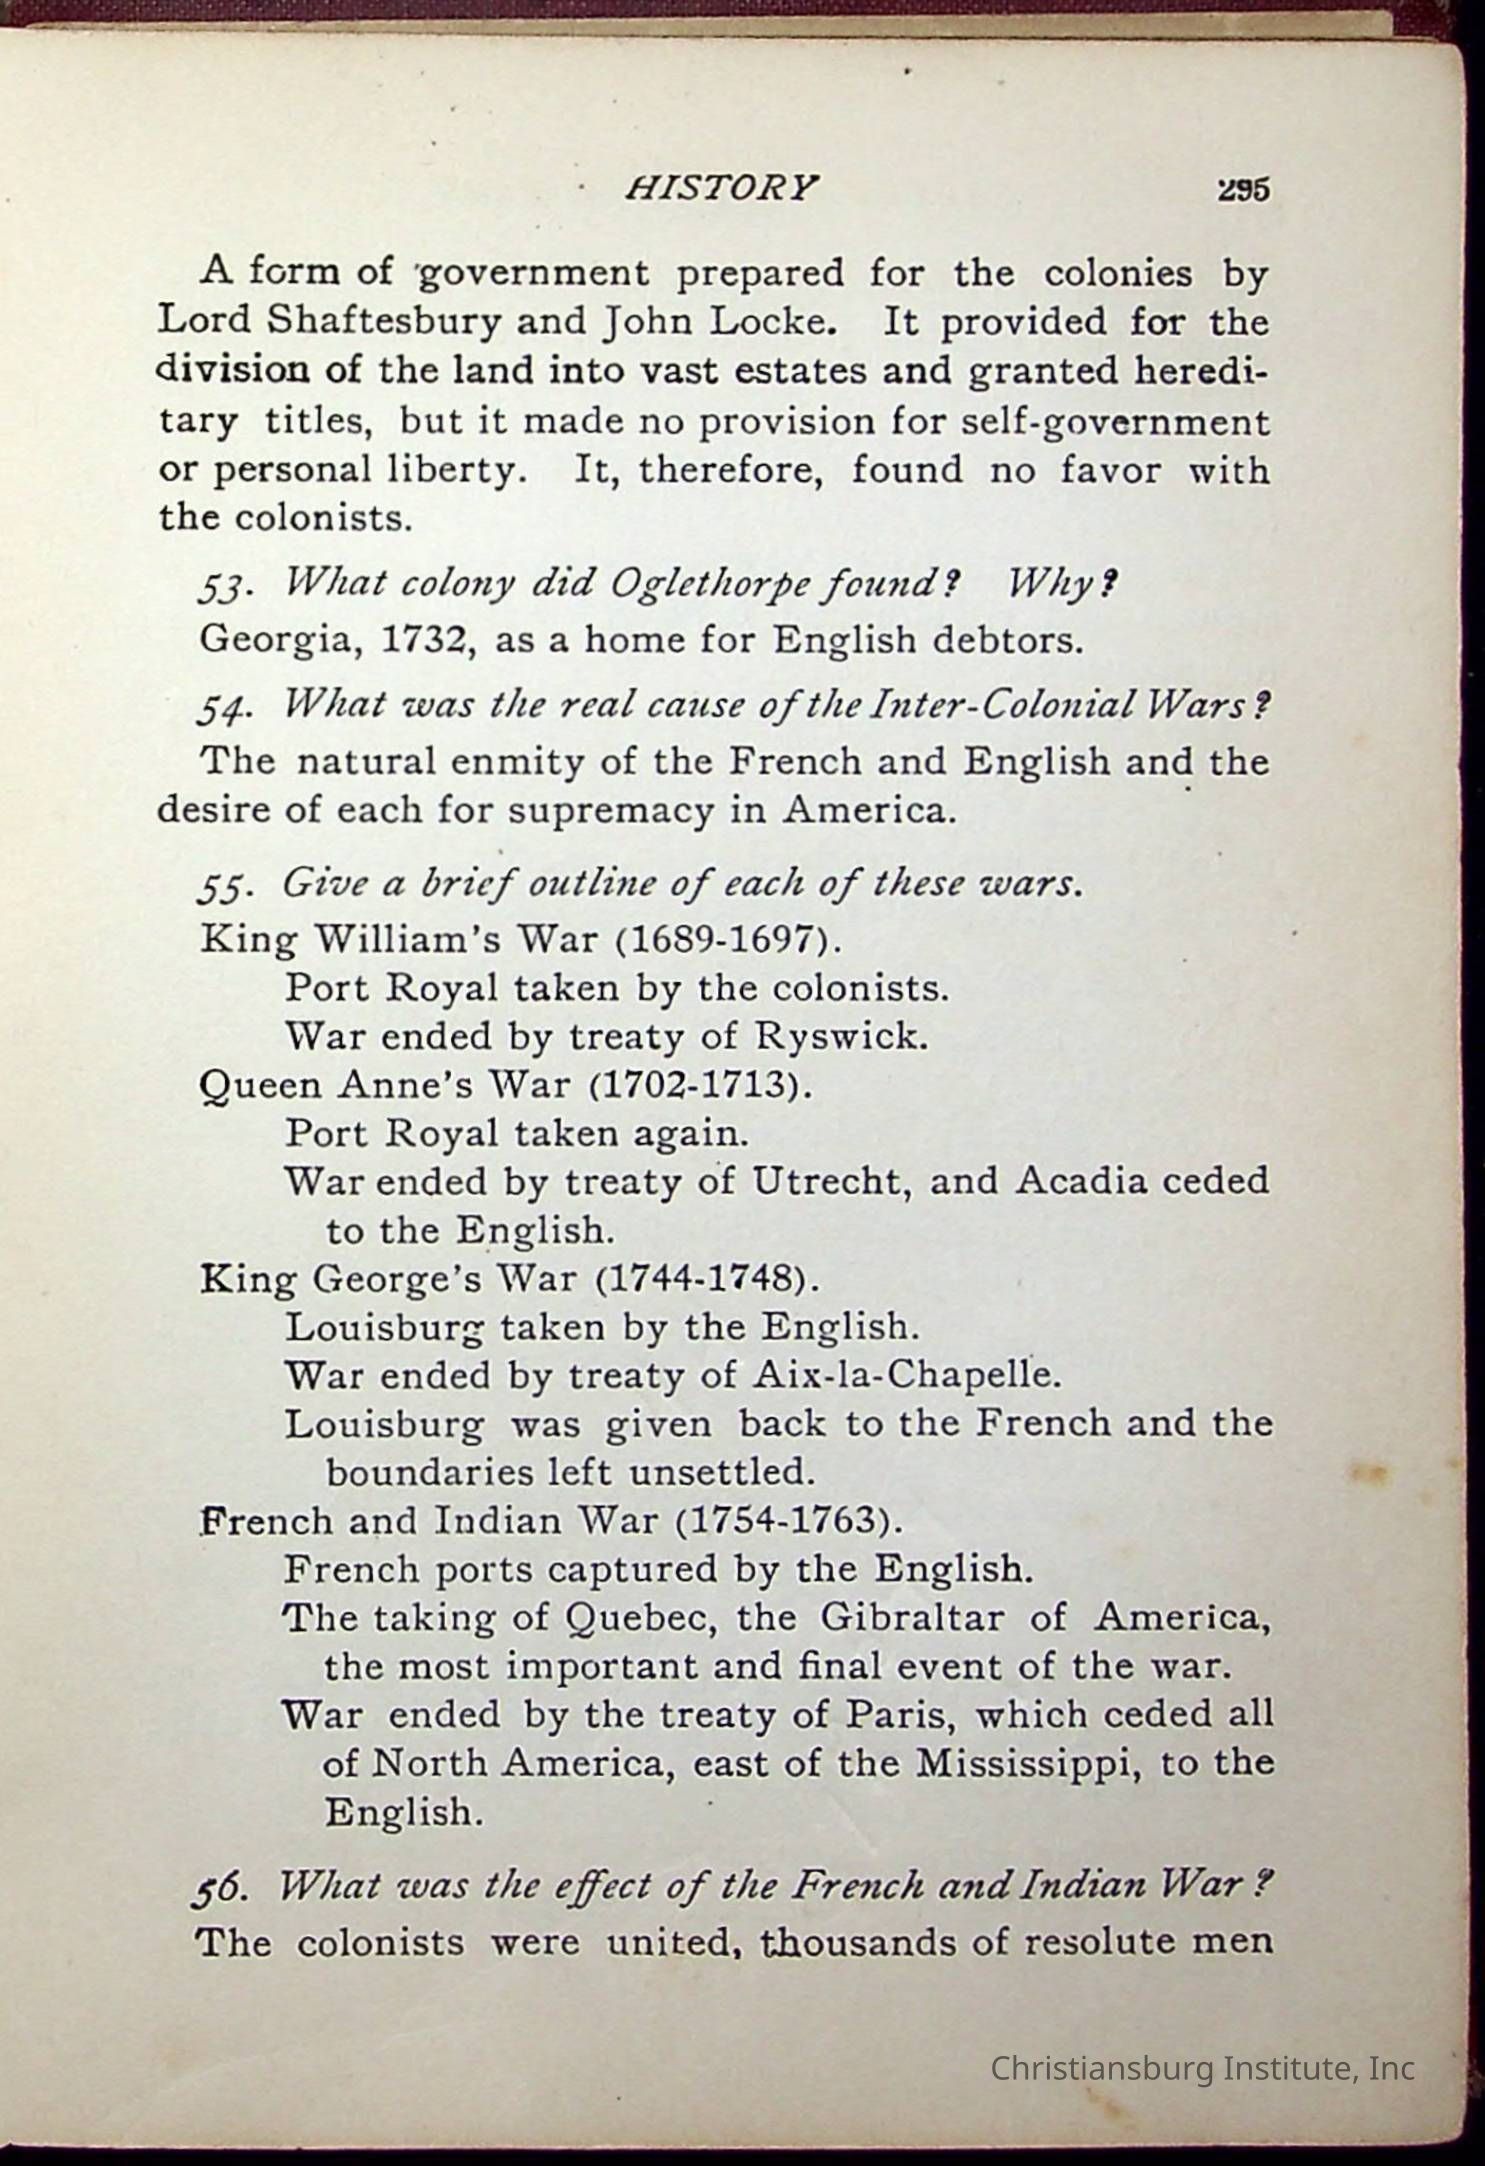 HISTORY 295
A form of government prepared for the colonies by
Lord Shaftesbury and John Locke. It provided for the
division of the land into vast estates and granted heredi-
tary titles, but it made no provision for self-government
or personal liberty. It, therefore, found no favor with
the colonists.
53. What colony did Oglethorpe found? Why?
Georgia, 1732, as a home for English debtors.
54. What was the real cause of the Inter-Colonial Wars?
The natural enmity of the French and English and the
desire of each for supremacy in America.
55. Give a brief outline of each of these wars.
King William's War (1689-1697).
Port Royal taken by the colonists.
War ended by treaty of Ryswick.
Queen Anne's War (1702-1713).
Port Royal taken again.
War ended by treaty of Utrecht, and Acadia ceded
to the English.
King George's War (1744-1748).
Louisburg taken by the English.
War ended by treaty of Aix-la-Chapelle.
Louisburg was given back to the French and the
boundaries left unsettled.
French and Indian War (1754-1763).
French ports captured by the English.
The taking of Quebec, the Gibraltar of America,
the most important and final event of the war.
War ended by the treaty of Paris, which ceded all
of North America, east of the Mississippi, to the
English.
56. What was the effect of the French and Indian War?
The colonists were united, thousands of resolute men
Christiansburg Institute, Inc